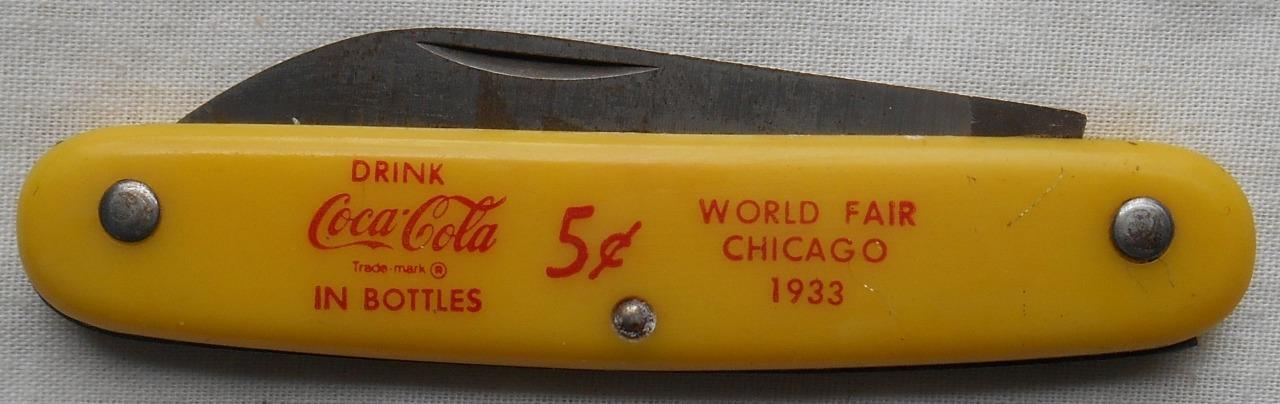 DRINK
Coca-Cola
Trade-mark ®
IN BOTTLES
5¢
WORLD FAIR
CHICAGO
1933